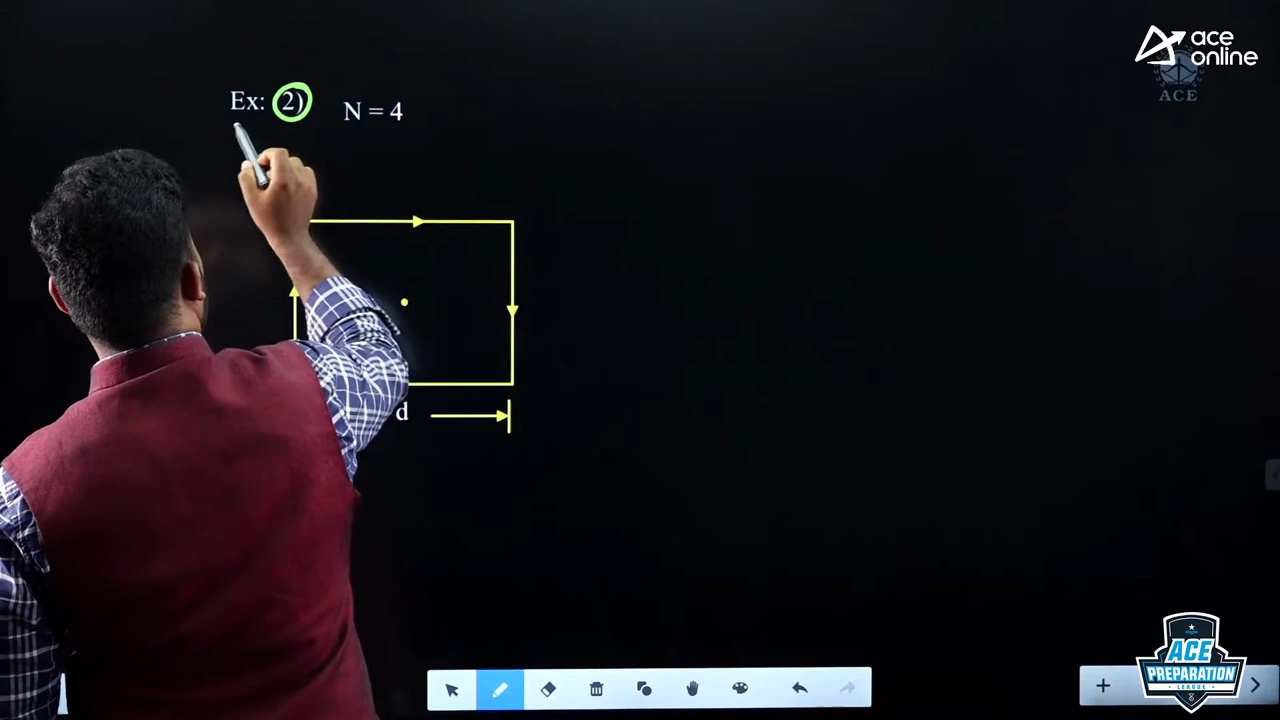 ace
online
ACE
Ex: 2) N = 4
d
ACE
PREPARATION
LEAGUE